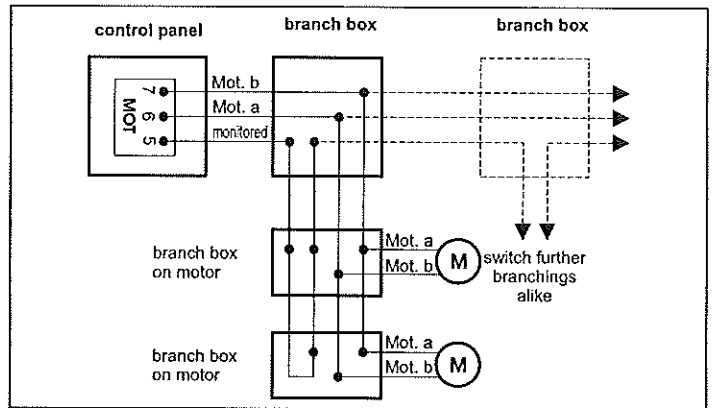 control panel
branch box
branch box
MOT
7
6
5
Mot. b
Mot. a
monitored
branch box
on motor
Mot. a
Mot. b
M
switch further
branchings
alike
branch box
on motor
Mot. a
Mot. b
M